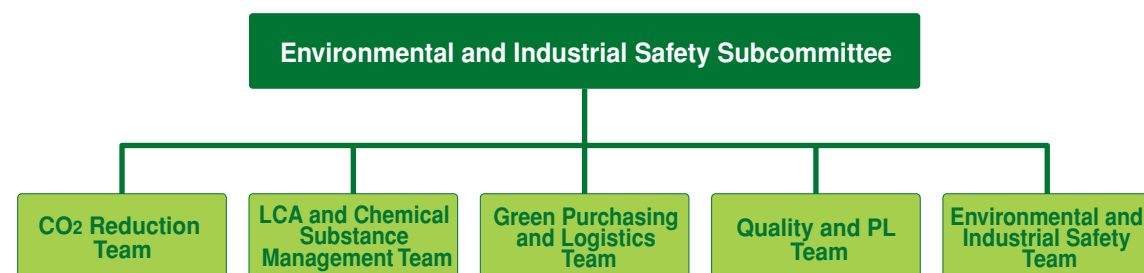 Environmental and Industrial Safety Subcommittee
CO2 Reduction
Team
LCA and Chemical
Substance
Management Team
Green Purchasing
and Logistics
Team
Quality and PL
Team
Environmental and
Industrial Safety
Team